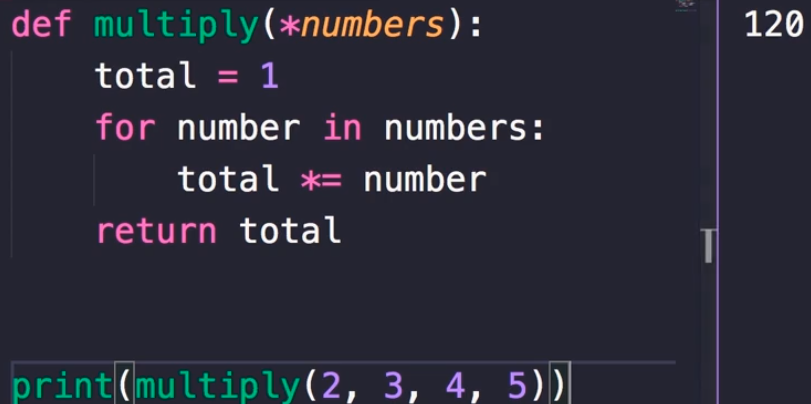 def multiply(*numbers):
    total = 1
    for number in numbers:
        total *= number
    return total
print(multiply(2, 3, 4, 5))
120